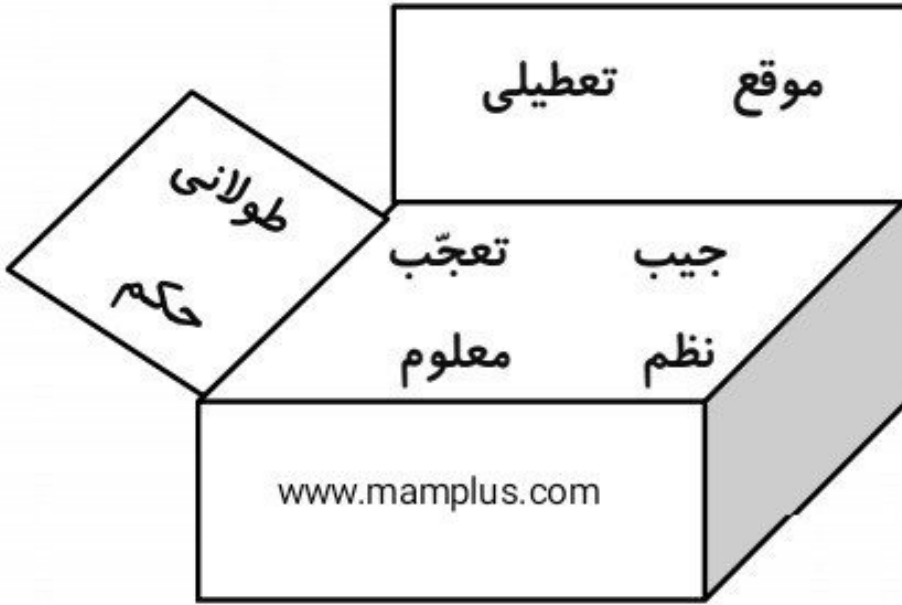 موقع تعطیلی
طولانی
حکم
جیب تعجّب
نظم معلوم
www.mamplus.com